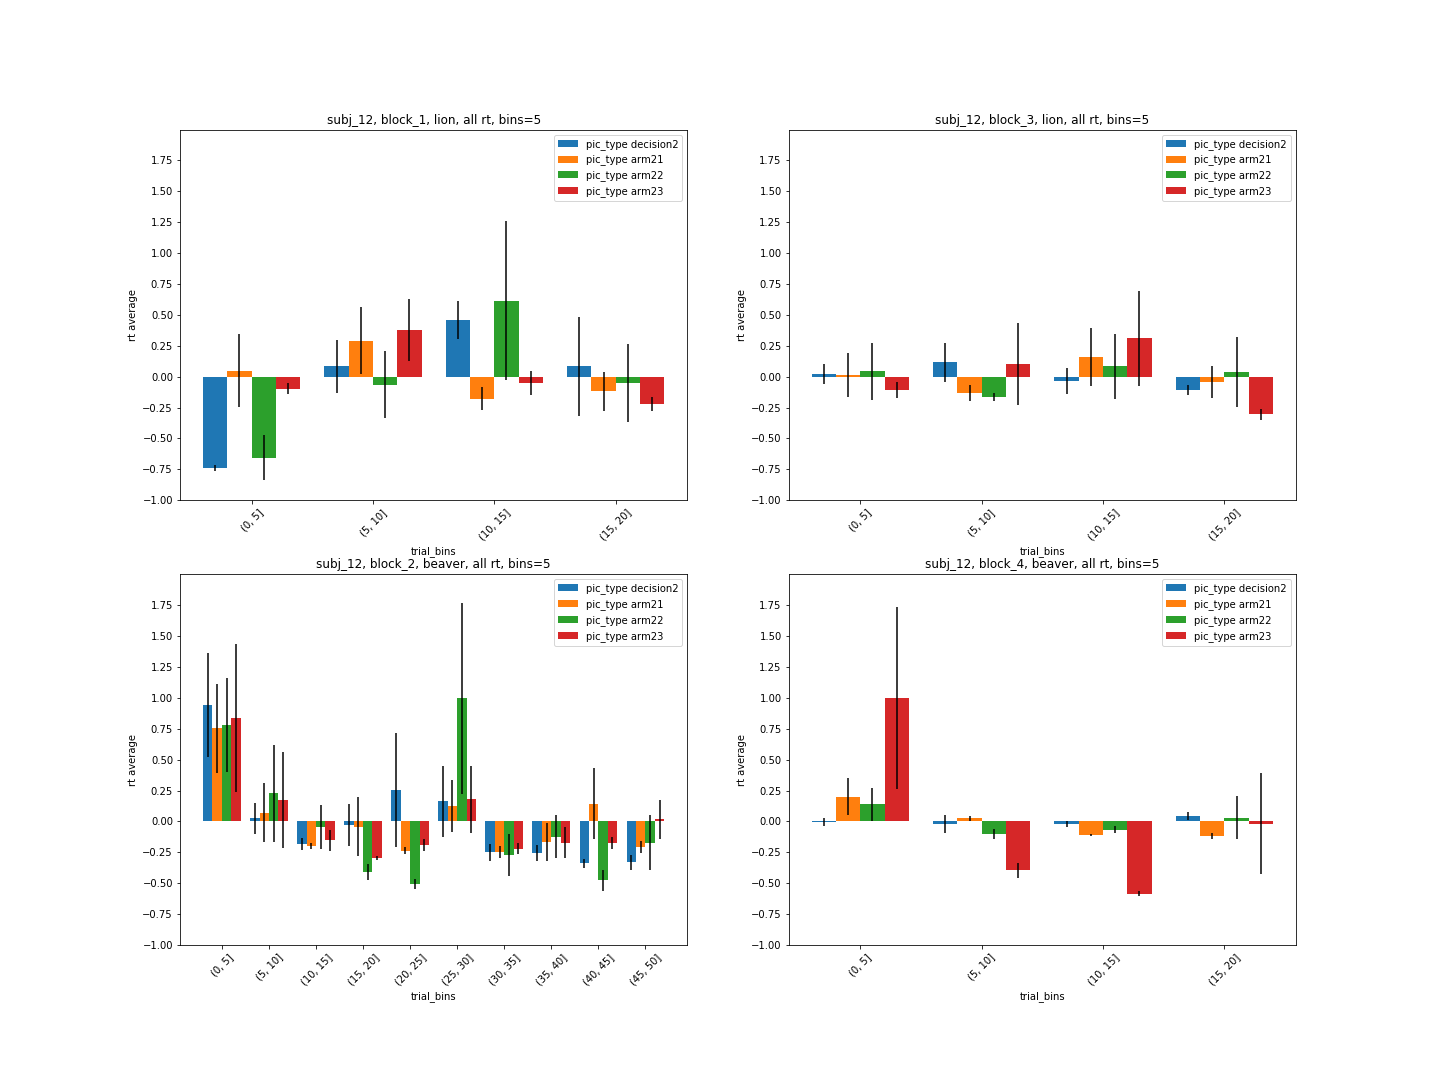 subj_12, block_1, lion, all rt, bins=5
pic_type decision2
pic_type arm21
pic_type arm22
pic_type arm23
1.75
1.50
1.25
1.00
0.75
0.50
0.25
0.00
−0.25
−0.50
−0.75
−1.00
rt average
(0, 5]
(5, 10]
(10, 15]
(15, 20]
trial_bins
subj_12, block_3, lion, all rt, bins=5
pic_type decision2
pic_type arm21
pic_type arm22
pic_type arm23
1.75
1.50
1.25
1.00
0.75
0.50
0.25
0.00
−0.25
−0.50
−0.75
−1.00
rt average
(0, 5]
(5, 10]
(10, 15]
(15, 20]
trial_bins
subj_12, block_2, beaver, all rt, bins=5
pic_type decision2
pic_type arm21
pic_type arm22
pic_type arm23
1.75
1.50
1.25
1.00
0.75
0.50
0.25
0.00
−0.25
−0.50
−0.75
−1.00
rt average
(0, 5]
(5, 10]
(10, 15]
(15, 20]
(20, 25]
(25, 30]
(30, 35]
(35, 40]
(40, 45]
(45, 50]
trial_bins
subj_12, block_4, beaver, all rt, bins=5
pic_type decision2
pic_type arm21
pic_type arm22
pic_type arm23
1.75
1.50
1.25
1.00
0.75
0.50
0.25
0.00
−0.25
−0.50
−0.75
−1.00
rt average
(0, 5]
(5, 10]
(10, 15]
(15, 20]
trial_bins